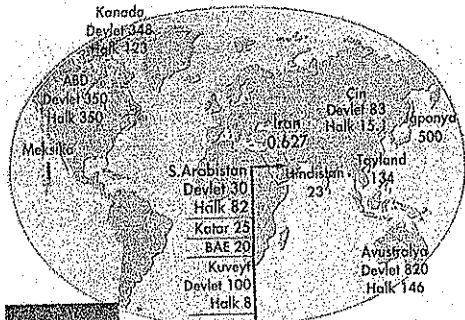 Kanada
Devlet 348
Halk 123
ABD
Devlet 350
Halk 350
Meksika
1
İran
0.627
Çin
Devlet 83
Halk 15,1
Japonya
500
S.Arabistan
Devlet 30
Halk 82
Katar 25
BAE 20
Kuveyt
Devlet 100
Halk 8
Hindistan
23
Tayland
134
Avustralya
Devlet 820
Halk 146